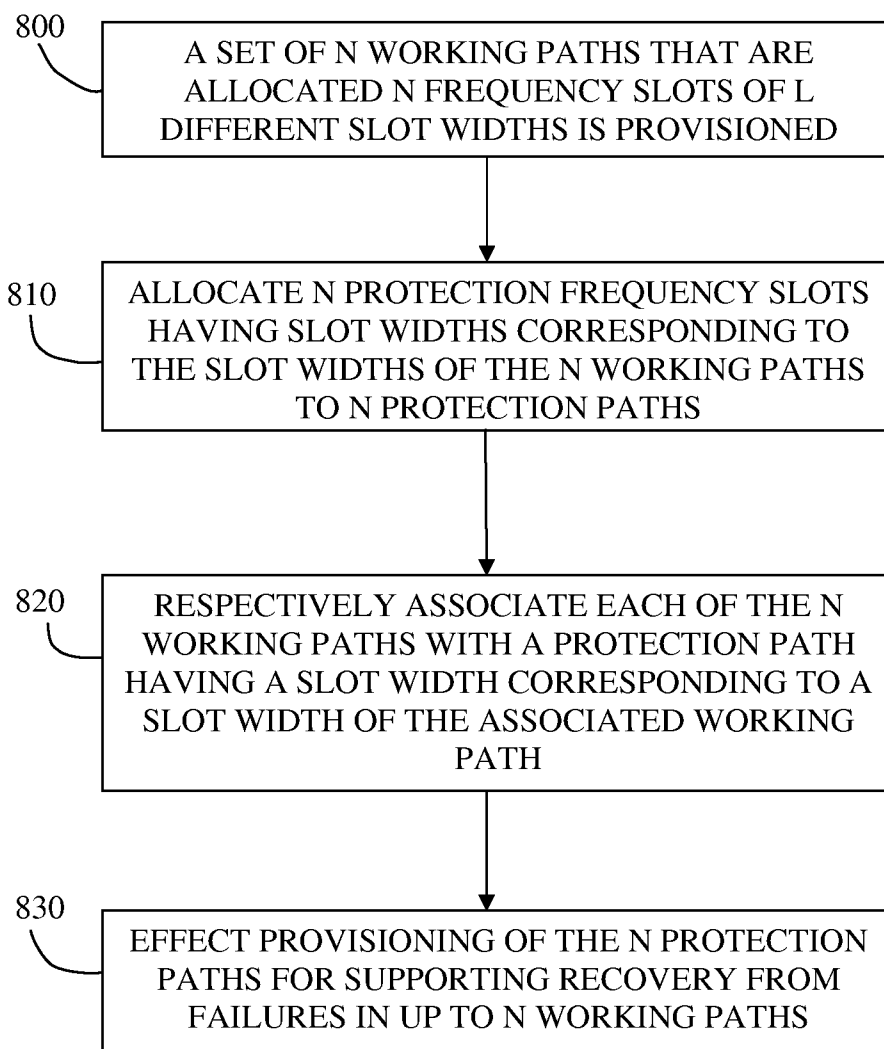 800
A SET OF N WORKING PATHS THAT ARE
ALLOCATED N FREQUENCY SLOTS OF L
DIFFERENT SLOT WIDTHS IS PROVISIONED
810
ALLOCATE N PROTECTION FREQUENCY SLOTS
HAVING SLOT WIDTHS CORRESPONDING TO
THE SLOT WIDTHS OF THE N WORKING PATHS
TO N PROTECTION PATHS
820
RESPECTIVELY ASSOCIATE EACH OF THE N
WORKING PATHS WITH A PROTECTION PATH
HAVING A SLOT WIDTH CORRESPONDING TO A
SLOT WIDTH OF THE ASSOCIATED WORKING
PATH
830
EFFECT PROVISIONING OF THE N PROTECTION
PATHS FOR SUPPORTING RECOVERY FROM
FAILURES IN UP TO N WORKING PATHS